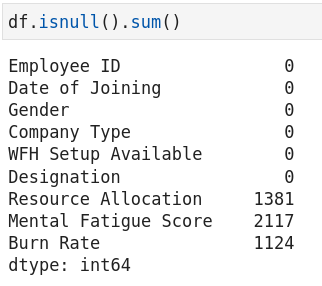 df.isnull().sum()
Employee ID 0
Date of Joining 0
Gender 0
Company Type 0
WFH Setup Available 0
Designation 0
Resource Allocation 1381
Mental Fatigue Score 2117
Burn Rate 1124
dtype: int64